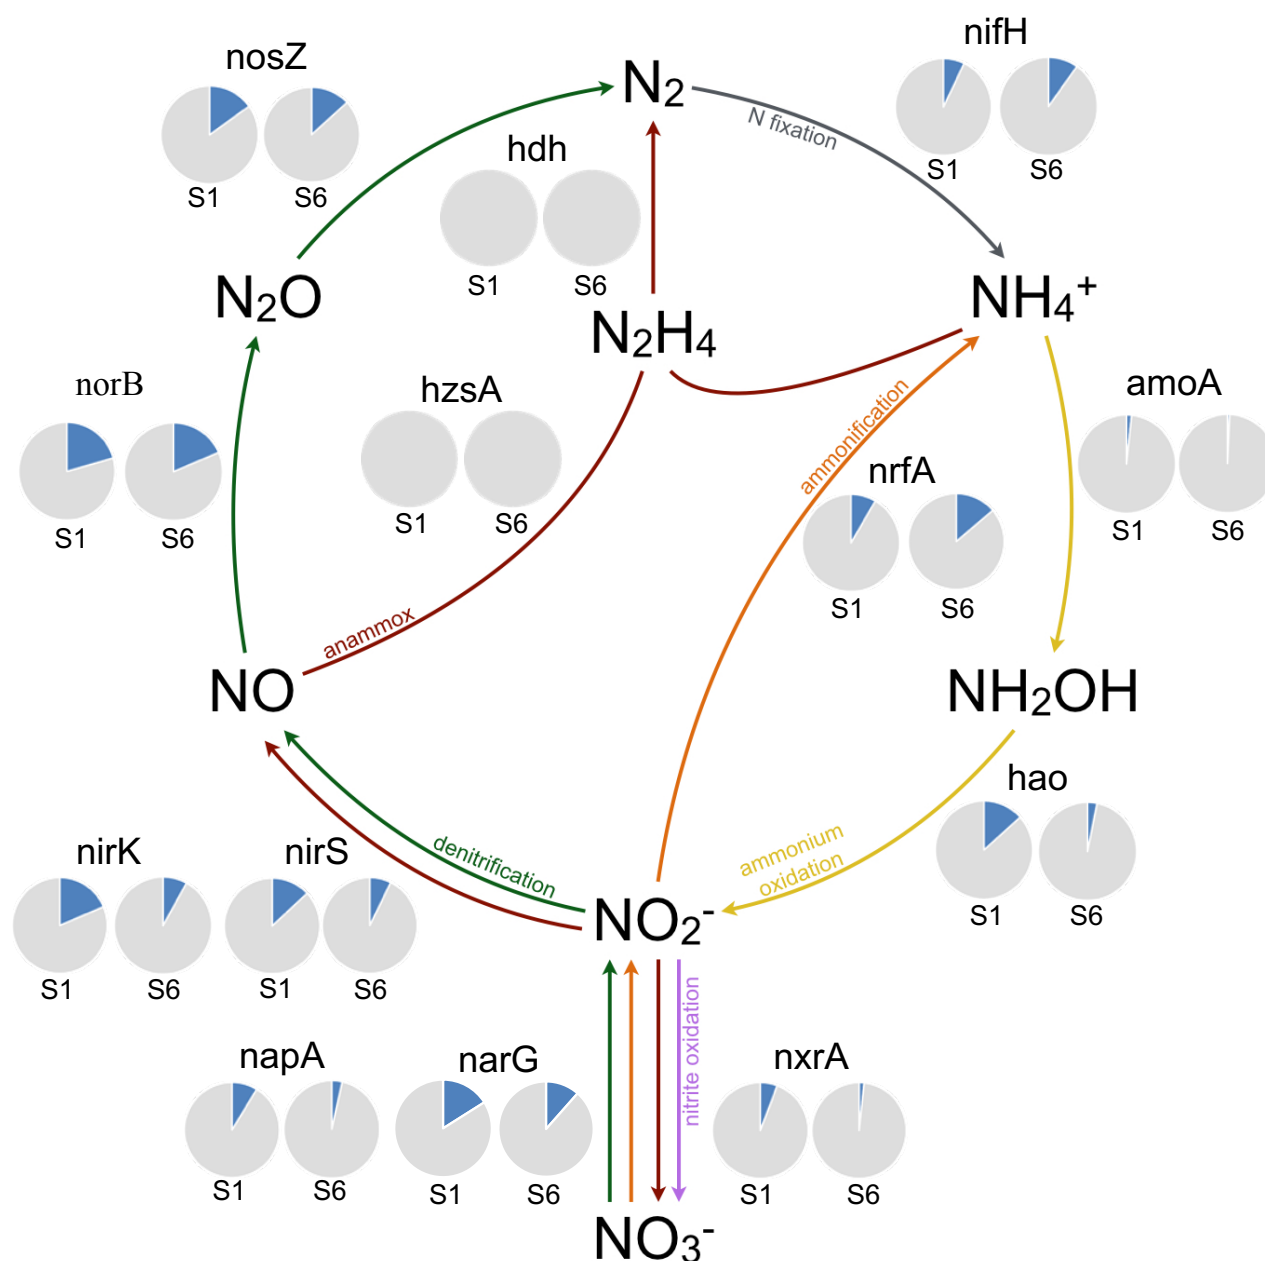 nifH
nosZ
N2
N fixation
S1
S6
S1
S6
hdh
S1
S6
N2O
NH4+
N2H4
norB
S1
S6
hzsA
S1
S6
ammonification
nrfA
S1
S6
amoA
S1
S6
anammox
NO
NH2OH
hao
S1
S6
ammonium
oxidation
denitrification
nirK
S1
S6
nirS
S1
S6
NO2-
nitrite oxidation
napA
S1
S6
narG
S1
S6
nxrA
S1
S6
NO3-